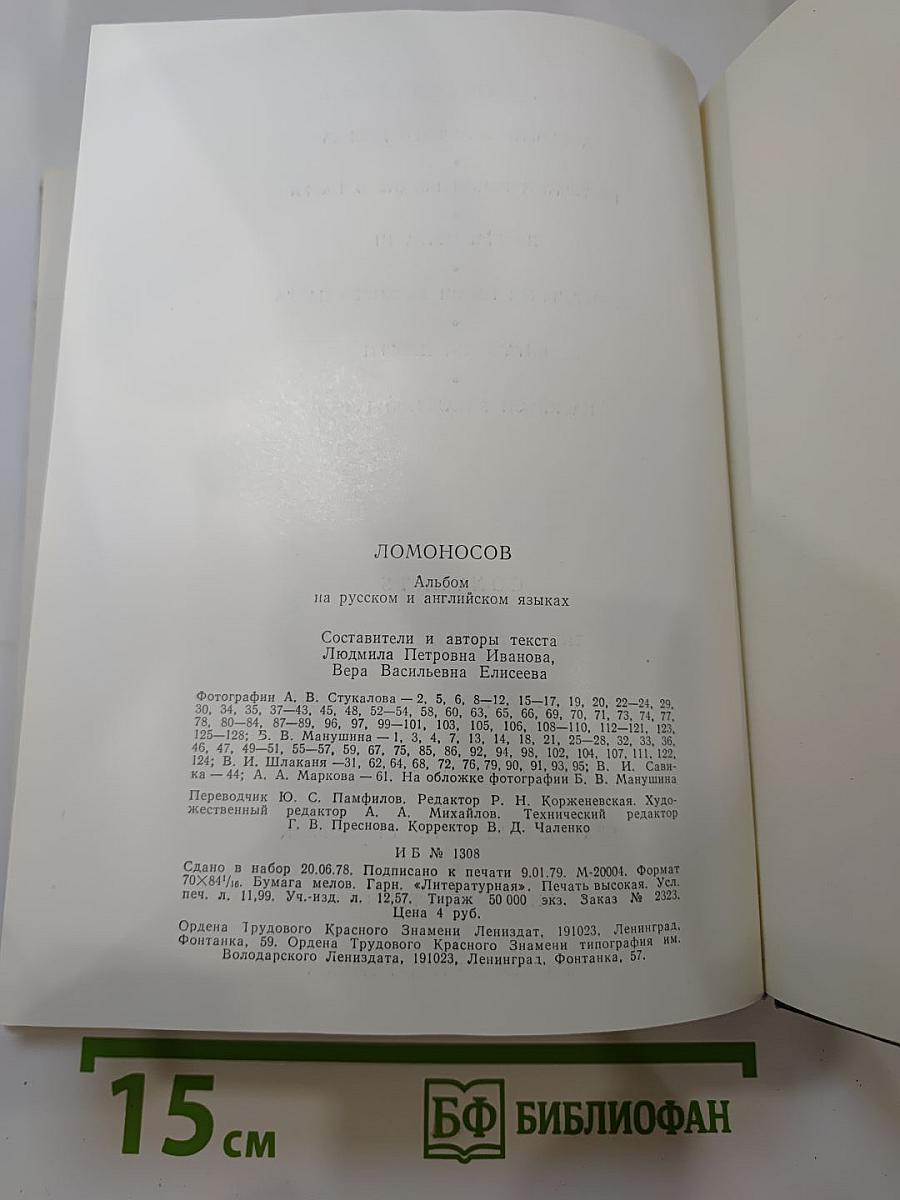 ЛОМОНОСОВ
Альбом
на русском и английском языках
Составители и авторы текста
Людмила Петровна Иванова,
Вера Васильевна Елисеева
Фотографии А. В. Стукалова — 2, 5, 6, 8—12, 15—17, 19, 20, 22—24, 29,
30, 34, 35, 37—43, 45, 48, 52—54, 58, 60, 63, 65, 66, 69, 70, 71, 73, 74, 77,
78, 80—84, 87—89, 96, 97, 99—101, 103, 105, 106, 108—110, 112—121, 123,
125—128; Б. В. Манушина — 1, 3, 4, 7, 13, 14, 18, 21, 25—28, 32, 33, 36,
46, 47, 49—51, 55—57, 59, 67, 75, 85, 86, 92, 94, 98, 102, 104, 107, 111, 122,
124; В. И. Шлаканя —31, 62, 64, 68, 72, 76, 79, 90, 91, 93, 95; В. И. Сави-
ка — 44; А. А. Маркова — 61. На обложке фотографии Б. В. Манушина
Переводчик Ю. С. Памфилов. Редактор Р. Н. Корженевская. Худо-
жественный редактор А. А. Михайлов. Технический редактор
Г. В. Преснова. Корректор В. Д. Чаленко
ИБ № 1308
Сдано в набор 20.06.78. Подписано к печати 9.01.79. М-20004. Формат
70×84¹/₁₆. Бумага мелов. Гарн. «Литературная». Печать высокая. Усл.
печ. л. 11,99. Уч.-изд. л. 12,57. Тираж 50 000 экз. Заказ № 2323.
Цена 4 руб.
Ордена Трудового Красного Знамени Лениздат, 191023, Ленинград,
Фонтанка, 59. Ордена Трудового Красного Знамени типография им.
Володарского Лениздата, 191023, Ленинград, Фонтанка, 57.
15 см
БФ БИБЛИОФАН